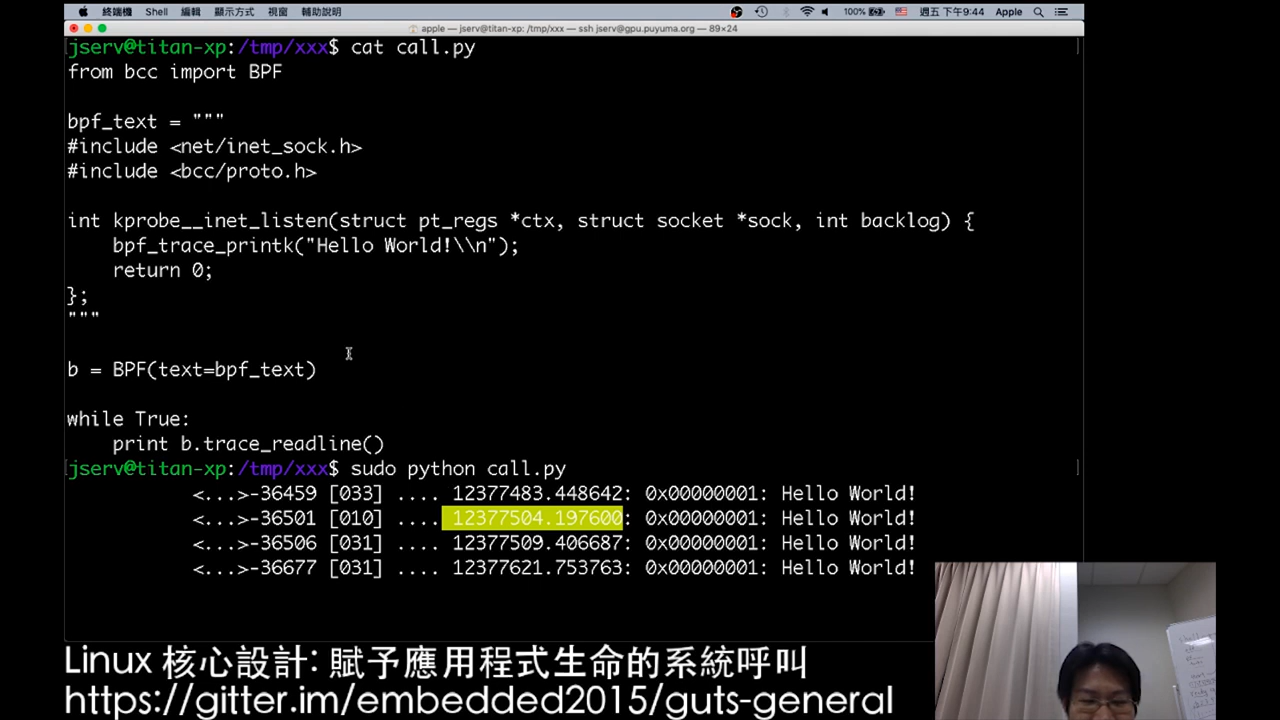 終端機 Shell 編輯 顯示方式 視窗 輔助說明 100% 週五 下午9:44 Apple
apple — jserv@titan-xp: /tmp/xxx — ssh jserv@gpu.puyuma.org — 89×24
jserv@titan-xp:/tmp/xxx$ cat call.py
from bcc import BPF
bpf_text = """
#include <net/inet_sock.h>
#include <bcc/proto.h>
int kprobe__inet_listen(struct pt_regs *ctx, struct socket *sock, int backlog) {
    bpf_trace_printk("Hello World!\\n");
    return 0;
};
"""
b = BPF(text=bpf_text)
while True:
    print b.trace_readline()
jserv@titan-xp:/tmp/xxx$ sudo python call.py
<...>-36459 [033] .... 12377483.448642: 0x00000001: Hello World!
<...>-36501 [010] .... 12377504.197600: 0x00000001: Hello World!
<...>-36506 [031] .... 12377509.406687: 0x00000001: Hello World!
<...>-36677 [031] .... 12377621.753763: 0x00000001: Hello World!
Linux 核心設計: 賦予應用程式生命的系統呼叫
https://gitter.im/embedded2015/guts-general